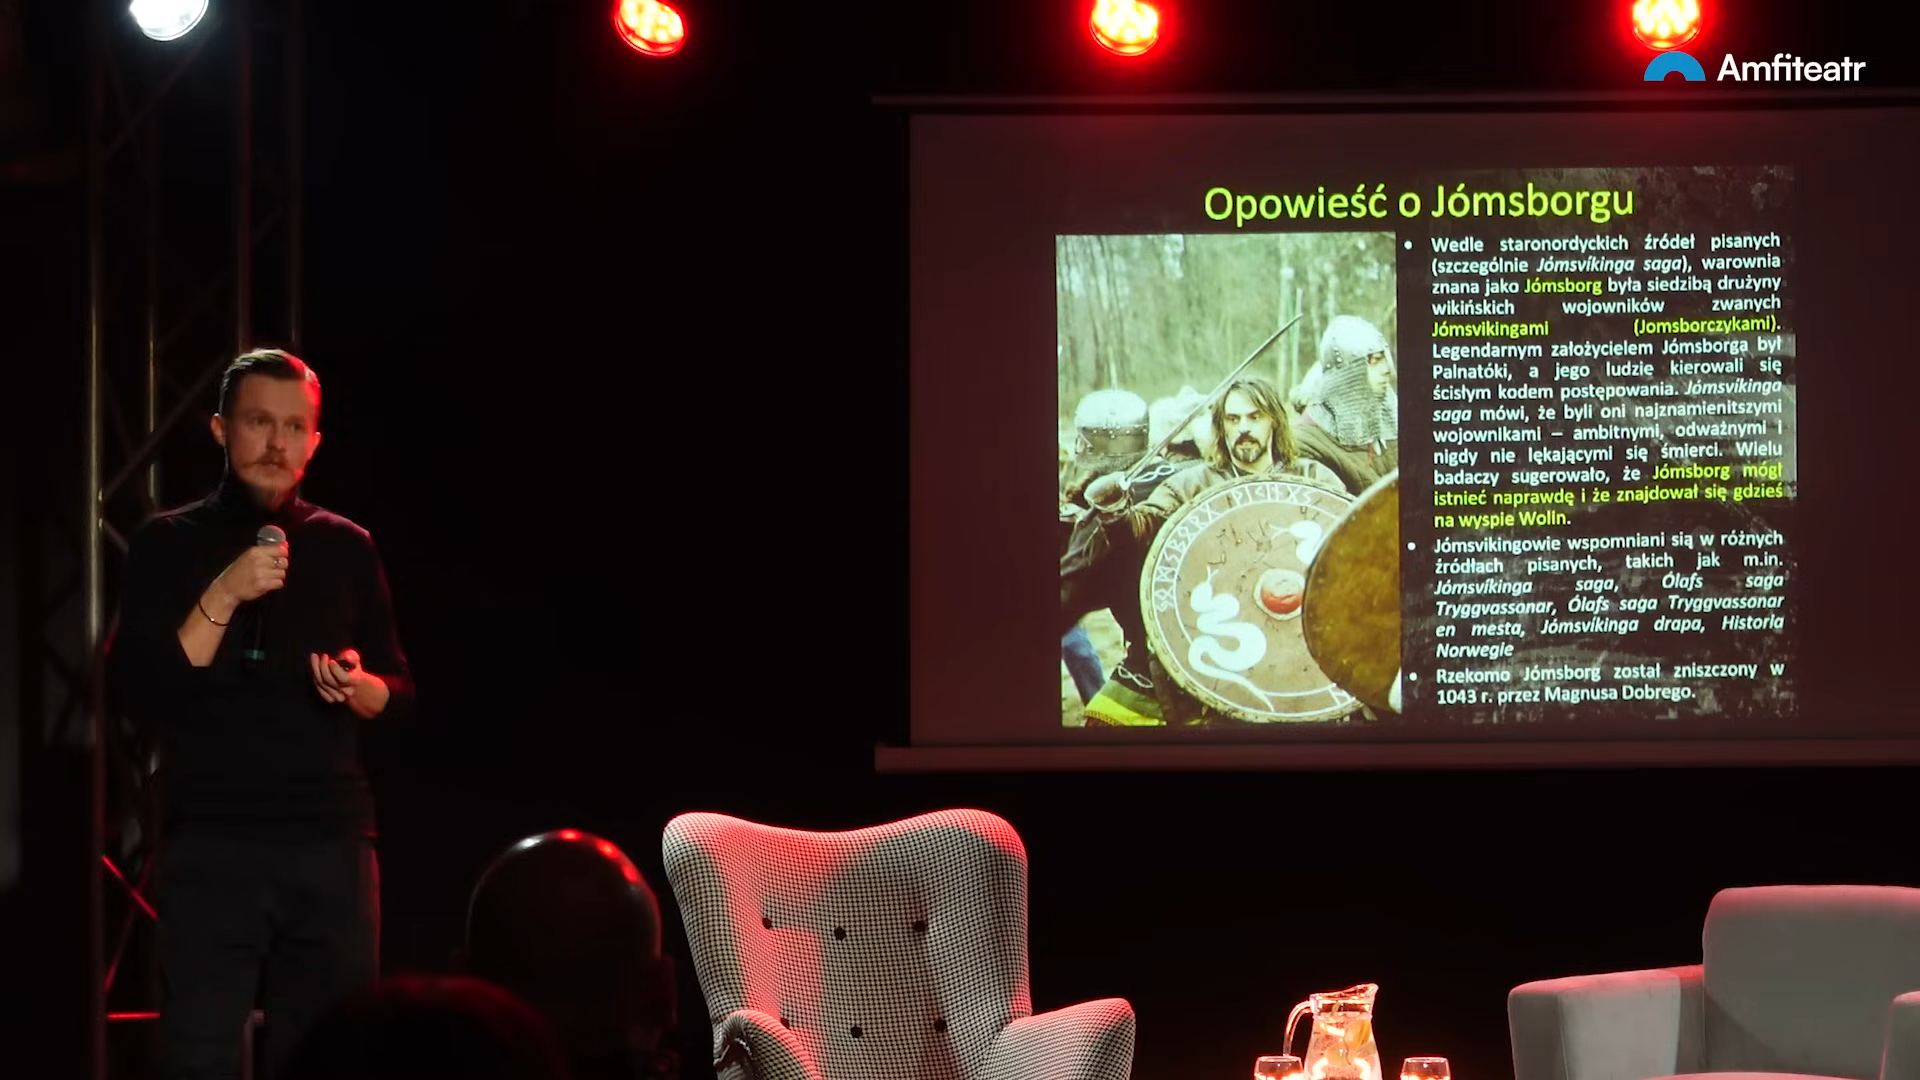 Amfiteatr
Opowieść o Jómsborgu
• Wedle staronordyckich źródeł pisanych
(szczególnie Jómsvíkinga saga), warownia
znana jako Jómsborg była siedzibą drużyny
wikińskich wojowników zwanych
Jómsvikingami (Jomsborczykami).
Legendarnym założycielem Jómsborga był
Palnatóki, a jego ludzie kierowali się
ścisłym kodem postępowania. Jómsvíkinga
saga mówi, że byli oni najznamienitszymi
wojownikami – ambitnymi, odważnymi i
nigdy nie lękającymi się śmierci. Wielu
badaczy sugerowało, że Jómsborg mógł
istnieć naprawdę i że znajdował się gdzieś
na wyspie Wolin.
• Jómsvikingowie wspomniani sią w różnych
źródłach pisanych, takich jak m.in.
Jómsvíkinga saga, Ólafs saga
Tryggvassonar, Ólafs saga Tryggvassonar
en mesta, Jómsvíkinga drapa, Historia
Norwegie
• Rzekomo Jómsborg został zniszczony w
1043 r. przez Magnusa Dobrego.